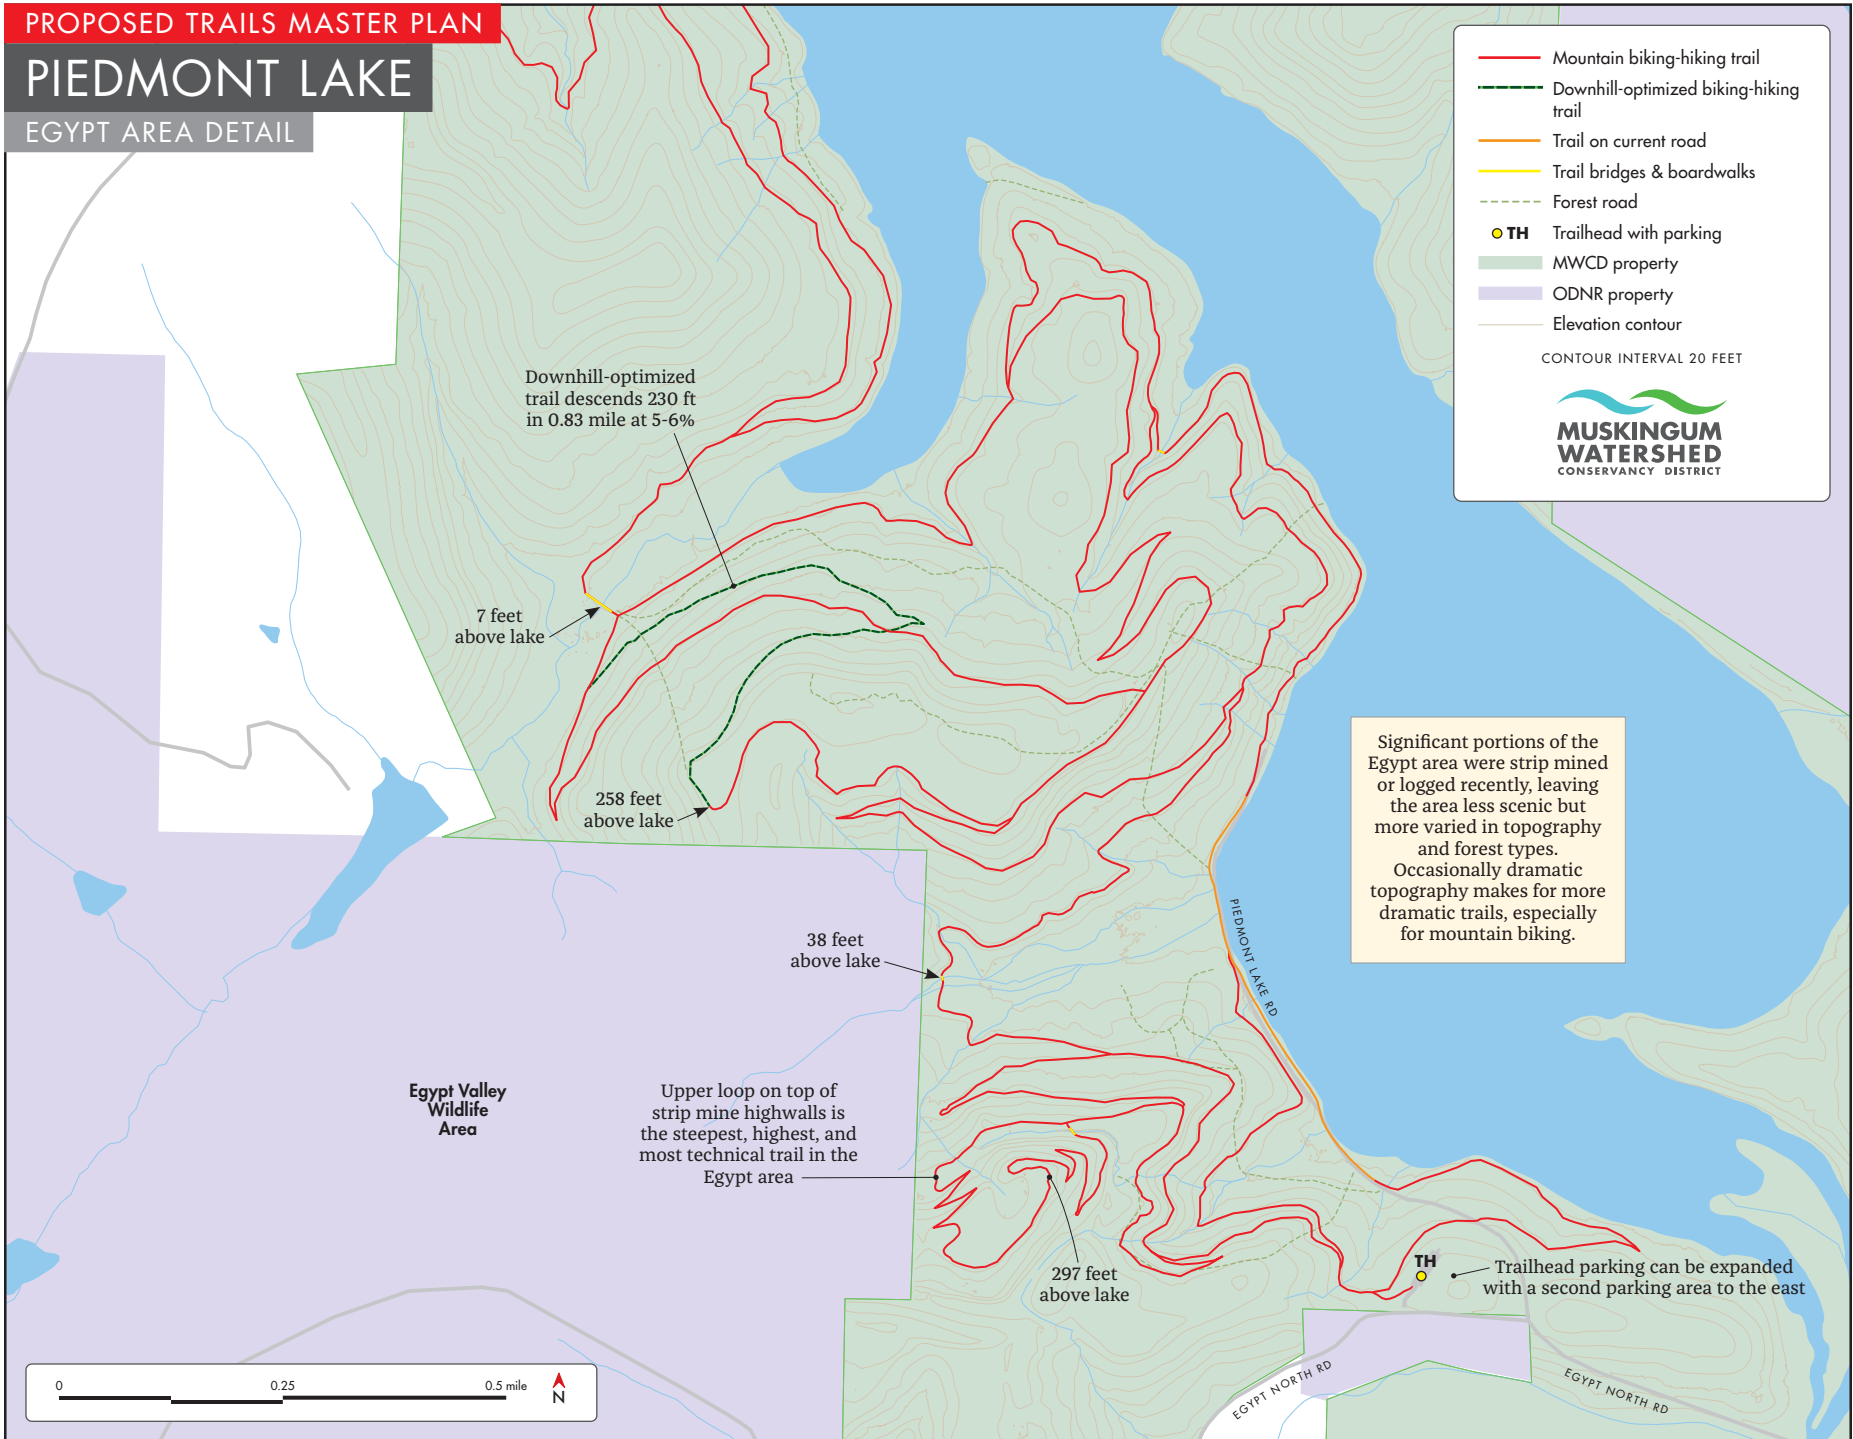 PROPOSED TRAILS MASTER PLAN
PIEDMONT LAKE
EGYPT AREA DETAIL
Mountain biking-hiking trail
Downhill-optimized biking-hiking
trail
Trail on current road
Trail bridges & boardwalks
Forest road
TH Trailhead with parking
MWCD property
ODNR property
Elevation contour
CONTOUR INTERVAL 20 FEET
MUSKINGUM
WATERSHED
CONSERVANCY DISTRICT
Downhill-optimized
trail descends 230 ft
in 0.83 mile at 5-6%
7 feet
above lake
258 feet
above lake
Significant portions of the
Egypt area were strip mined
or logged recently, leaving
the area less scenic but
more varied in topography
and forest types.
Occasionally dramatic
topography makes for more
dramatic trails, especially
for mountain biking.
PIEDMONT LAKE RD
38 feet
above lake
Egypt Valley
Wildlife
Area
Upper loop on top of
strip mine highwalls is
the steepest, highest, and
most technical trail in the
Egypt area
297 feet
above lake
TH
Trailhead parking can be expanded
with a second parking area to the east
EGYPT NORTH RD
EGYPT NORTH RD
0 0.25 0.5 mile
N